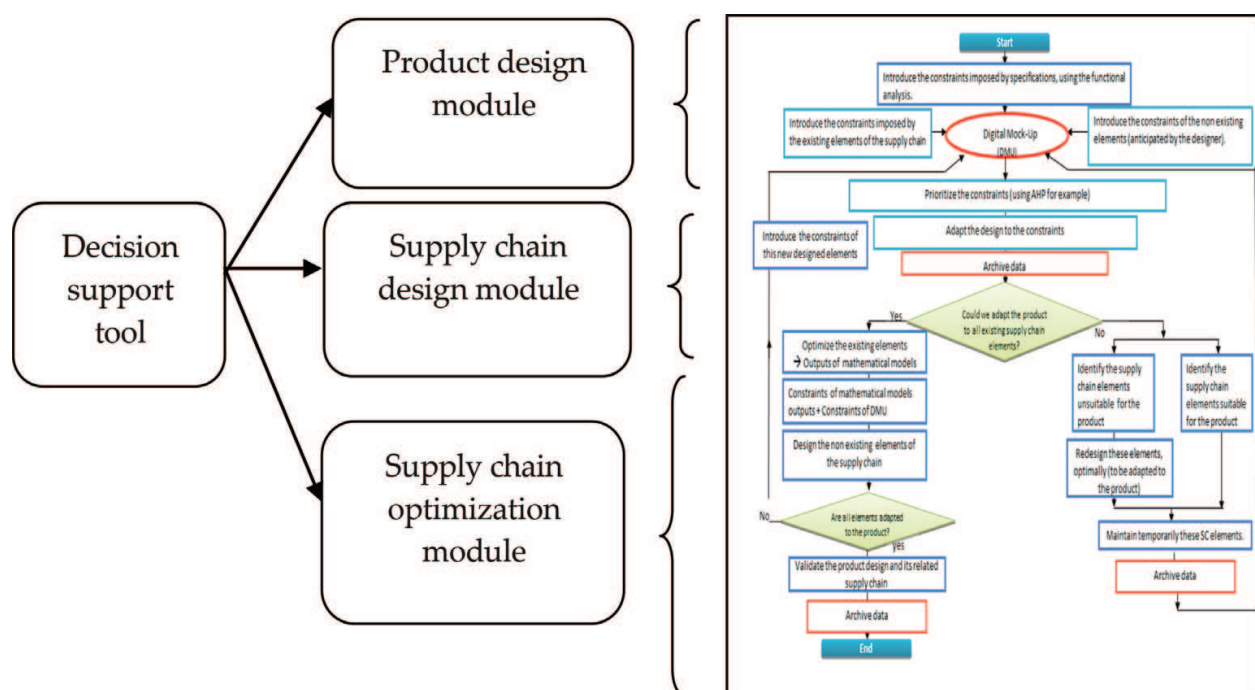 Product design
module
Decision
support
tool
Supply chain
design module
Supply chain
optimization
module
Start
Introduce the constraints imposed by specifications, using the functional
analysis.
Introduce the constraints imposed by
the existing elements of the supply chain
Digital Mock-Up
(DMU)
Introduce the constraints of the non existing
elements (anticipated by the designer).
Prioritize the constraints (using AHP for example)
Adapt the design to the constraints
Introduce the constraints of
this new designed elements
Archive data
Could we adapt the product
to all existing supply chain
elements?
Yes
No
Optimize the existing elements
→ Outputs of mathematical models
Constraints of mathematical models
outputs + Constraints of DMU
Design the non existing elements of
the supply chain
Identify the supply
chain elements
unsuitable for the
product
Identify the
supply chain
elements suitable
for the product
Redesign these elements,
optimally (to be adapted to
the product)
No
Are all elements adapted
to the product?
yes
Maintain temporarily these SC elements.
Validate the product design and its related
supply chain
Archive data
Archive data
End